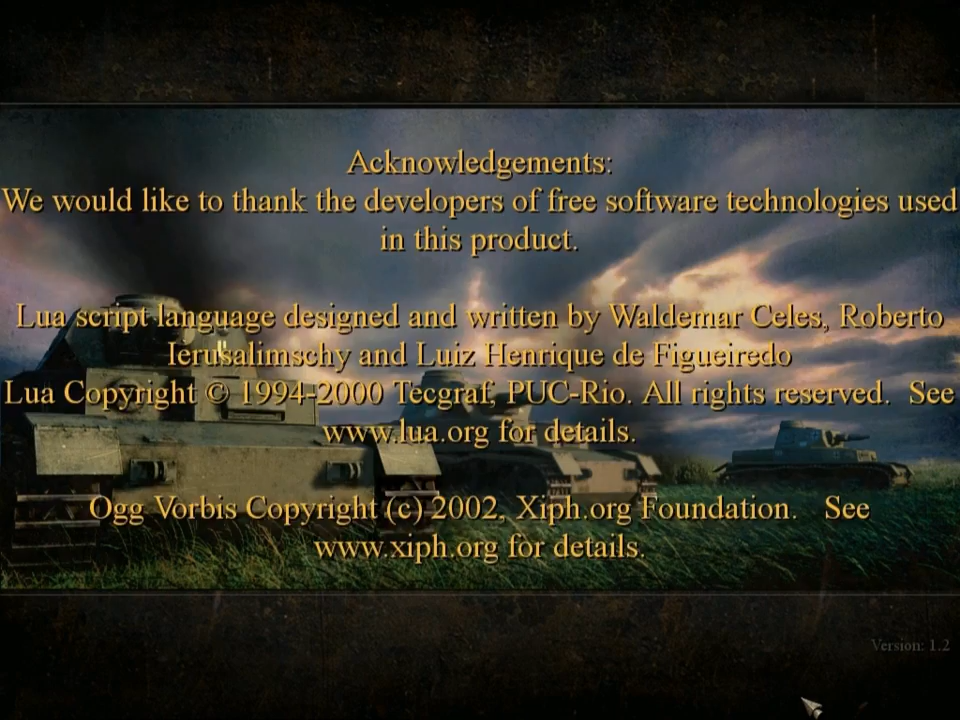 Acknowledgements:
We would like to thank the developers of free software technologies used
in this product.
Lua script language designed and written by Waldemar Celes, Roberto
Ierusalimschy and Luiz Henrique de Figueiredo
Lua Copyright © 1994-2000 Tecgraf, PUC-Rio. All rights reserved.  See
www.lua.org for details.
Ogg Vorbis Copyright (c) 2002, Xiph.org Foundation.   See
www.xiph.org for details.
Version: 1.2